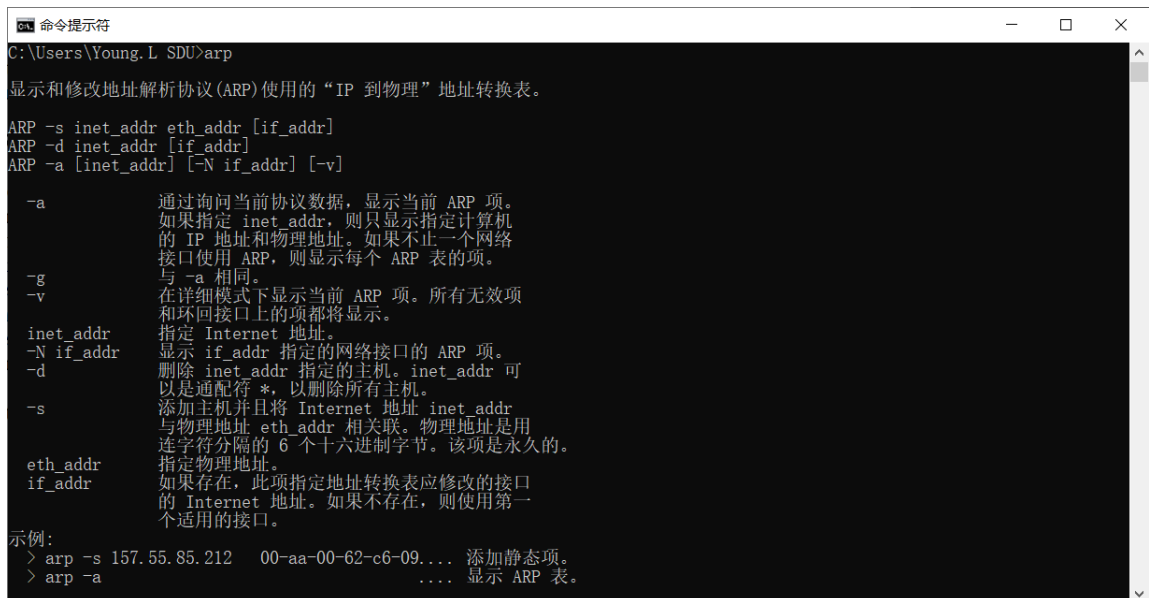 命令提示符
C:\Users\Young.L SDU>arp
显示和修改地址解析协议(ARP)使用的“IP 到物理”地址转换表。
ARP -s inet_addr eth_addr [if_addr]
ARP -d inet_addr [if_addr]
ARP -a [inet_addr] [-N if_addr] [-v]
-a 通过询问当前协议数据，显示当前 ARP 项。
如果指定 inet_addr，则只显示指定计算机
的 IP 地址和物理地址。如果不止一个网络
接口使用 ARP，则显示每个 ARP 表的项。
-g 与 -a 相同。
-v 在详细模式下显示当前 ARP 项。所有无效项
和环回接口上的项都将显示。
inet_addr 指定 Internet 地址。
-N if_addr 显示 if_addr 指定的网络接口的 ARP 项。
-d 删除 inet_addr 指定的主机。inet_addr 可
以是通配符 *，以删除所有主机。
-s 添加主机并且将 Internet 地址 inet_addr
与物理地址 eth_addr 相关联。物理地址是用
连字符分隔的 6 个十六进制字节。该项是永久的。
eth_addr 指定物理地址。
if_addr 如果存在，此项指定地址转换表应修改的接口
的 Internet 地址。如果不存在，则使用第一
个适用的接口。
示例:
> arp -s 157.55.85.212 00-aa-00-62-c6-09.... 添加静态项。
> arp -a .... 显示 ARP 表。